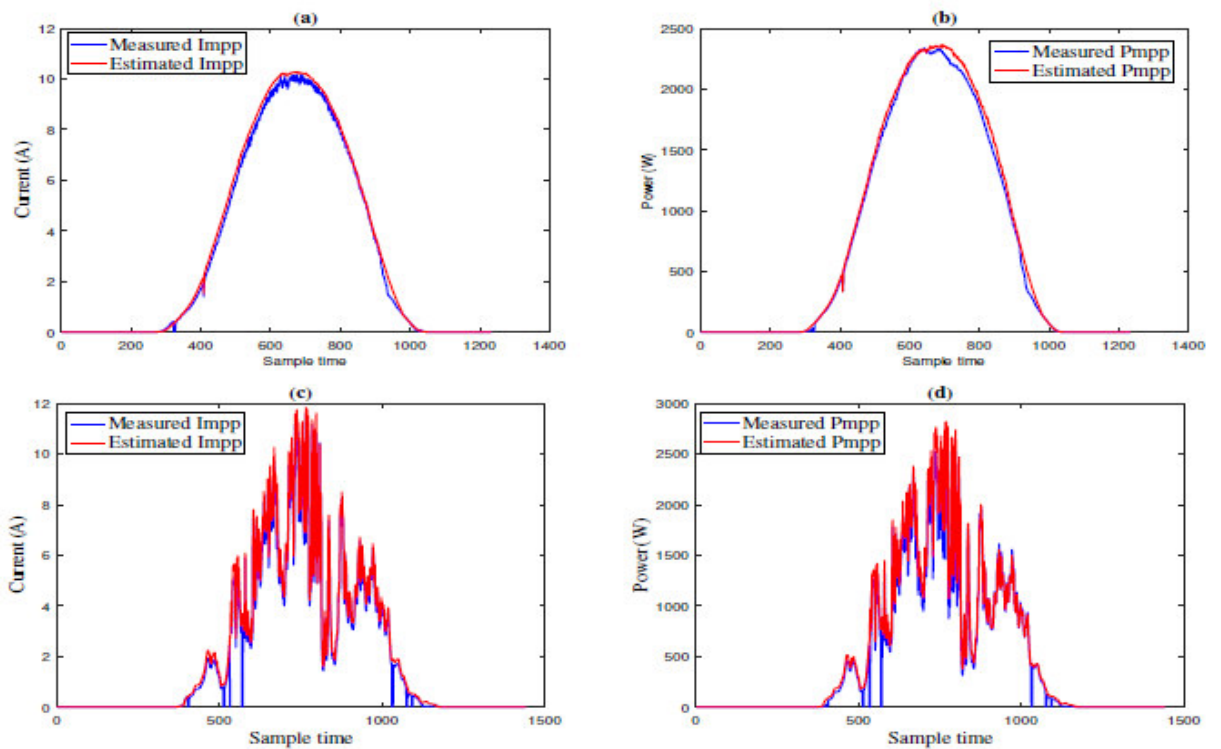 (a)
12
10
8
6
4
2
0
Current (A)
Measured Impp
Estimated Impp
0 200 400 600 800 1000 1200 1400
Sample time
(b)
2500
2000
1500
1000
500
0
Power (W)
Measured Pmpp
Estimated Pmpp
0 200 400 600 800 1000 1200 1400
Sample time
(c)
12
10
8
6
4
2
0
Current (A)
Measured Impp
Estimated Impp
0 500 1000 1500
Sample time
(d)
3000
2500
2000
1500
1000
500
0
Power(W)
Measured Pmpp
Estimated Pmpp
0 500 1000 1500
Sample time